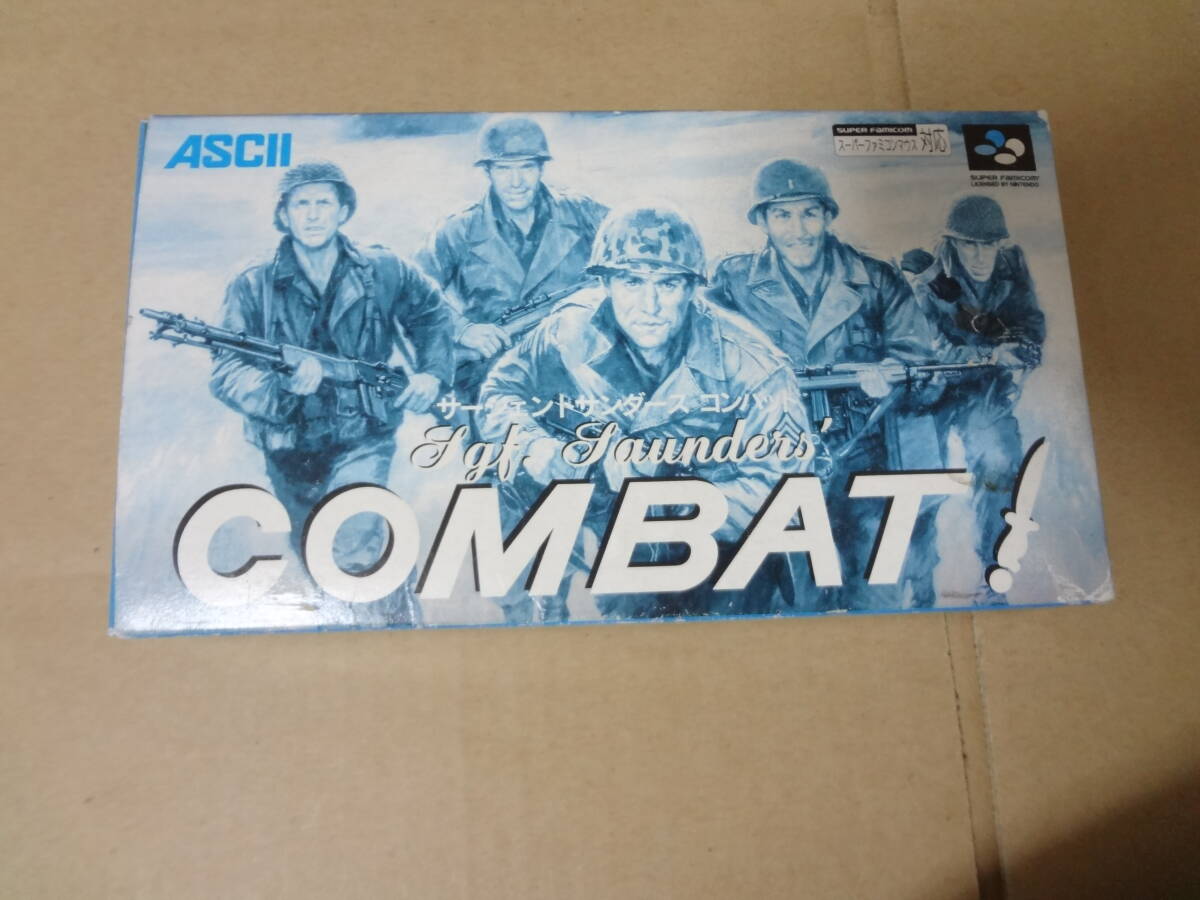 ASCII
SUPER FAMICOM
スーパーファミコンマウス 対応
SUPER FAMICOM
LICENSED BY NINTENDO
サージェントサンダース コンバット
Sgt. Saunders'
COMBAT!